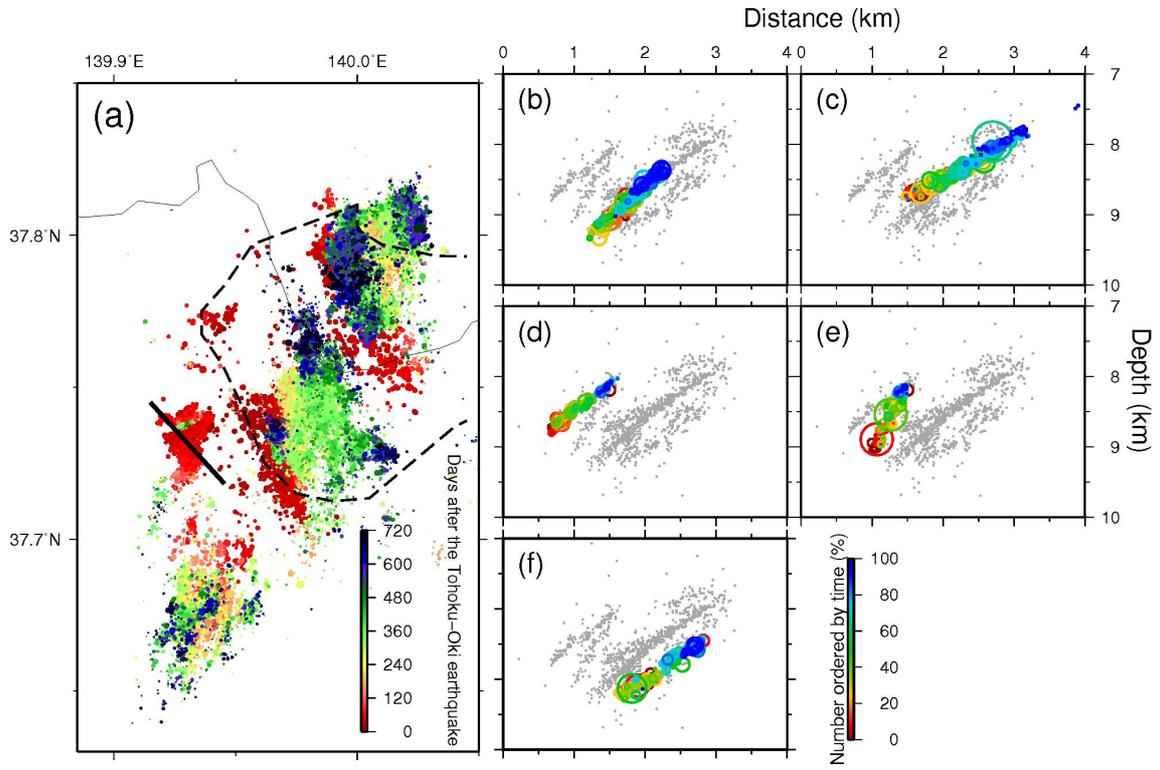 Distance (km)
139.9°E
140.0°E
0
1
2
3
4
0
1
2
3
4
(a)
(b)
(c)
7
8
9
10
37.8°N
37.7°N
(d)
(e)
7
8
9
10
Depth (km)
Days after the Tohoku−Oki earthquake
720
600
480
360
240
120
0
(f)
Number ordered by time (%)
100
80
60
40
20
0